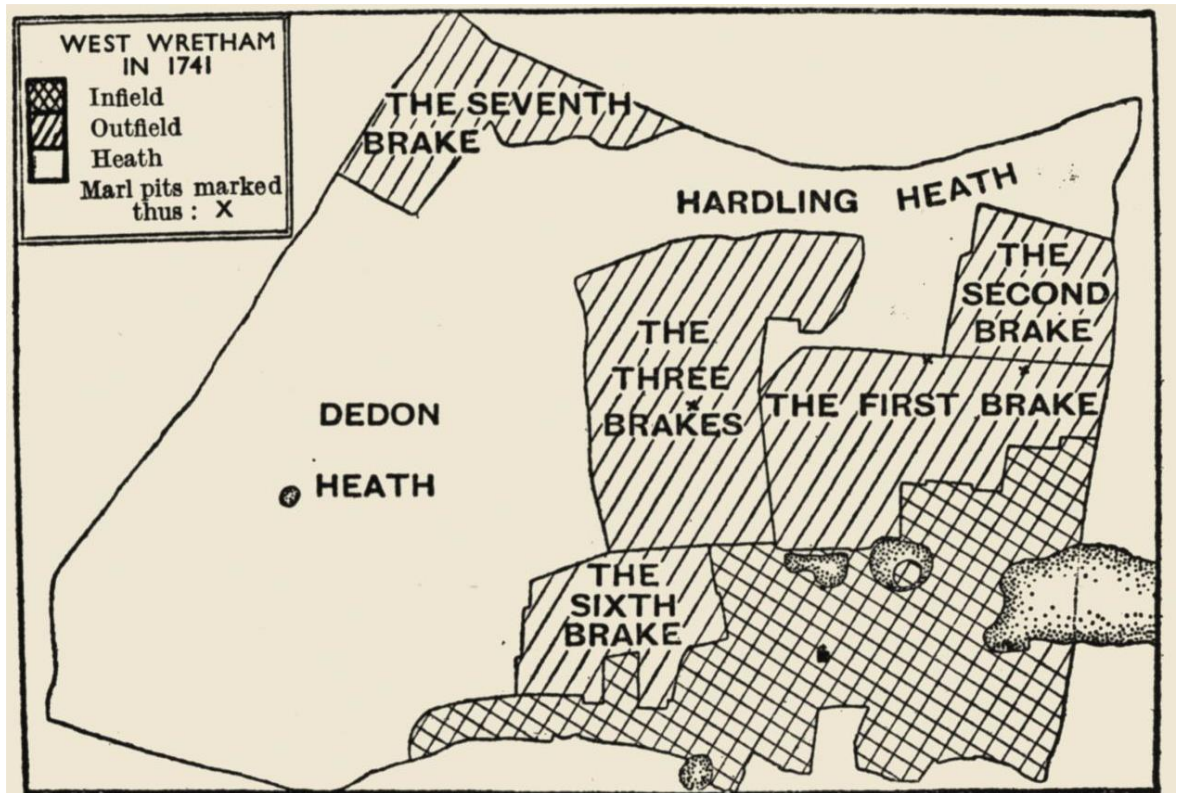 WEST WRETHAM
IN 1741
Infield
Outfield
Heath
Marl pits marked
thus : X
THE SEVENTH
BRAKE
HARDLING HEATH
THE
SECOND
BRAKE
THE
THREE
BRAKES
THE FIRST BRAKE
DEDON
HEATH
THE
SIXTH
BRAKE